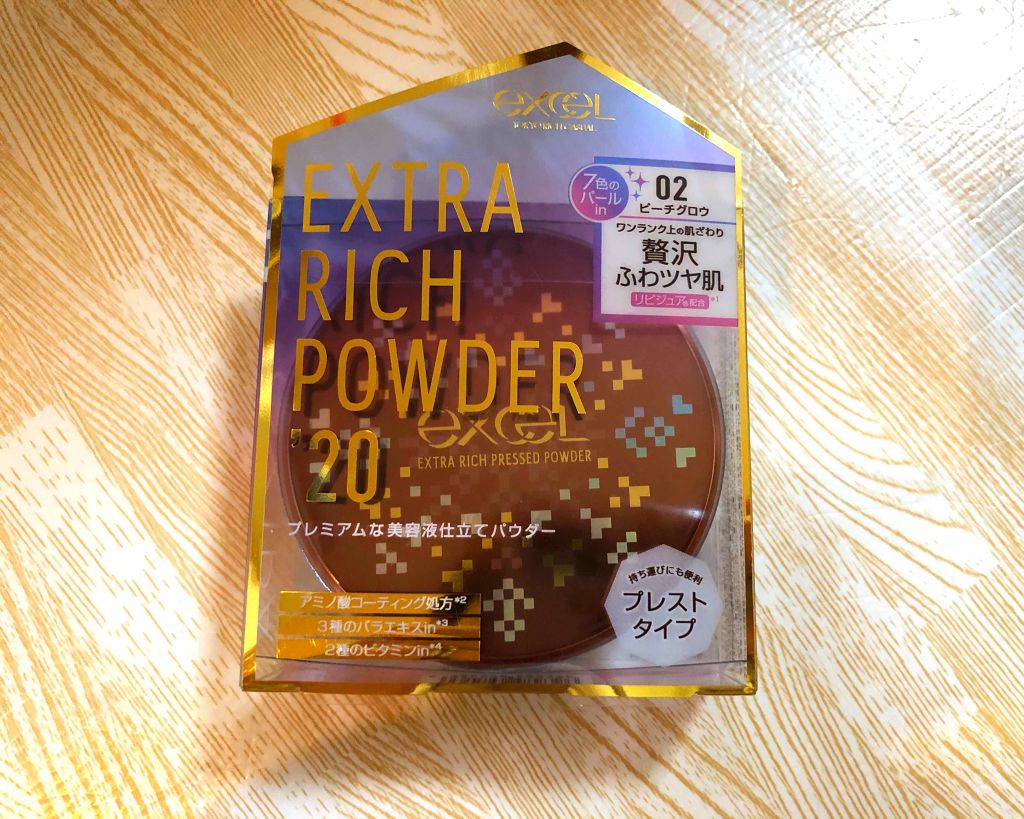 excel
TOKYO RICH CASUAL
EXTRA
RICH
POWDER
'20
7色の
パール
in
02
ピーチグロウ
ワンランク上の肌ざわり
贅沢
ふわツヤ肌
リピジュア®配合*1
excel
EXTRA RICH PRESSED POWDER
プレミアムな美容液仕立てパウダー
アミノ酸コーティング処方*2
3種のバラエキスin*3
2種のビタミンin*4
持ち運びにも便利
プレスト
タイプ